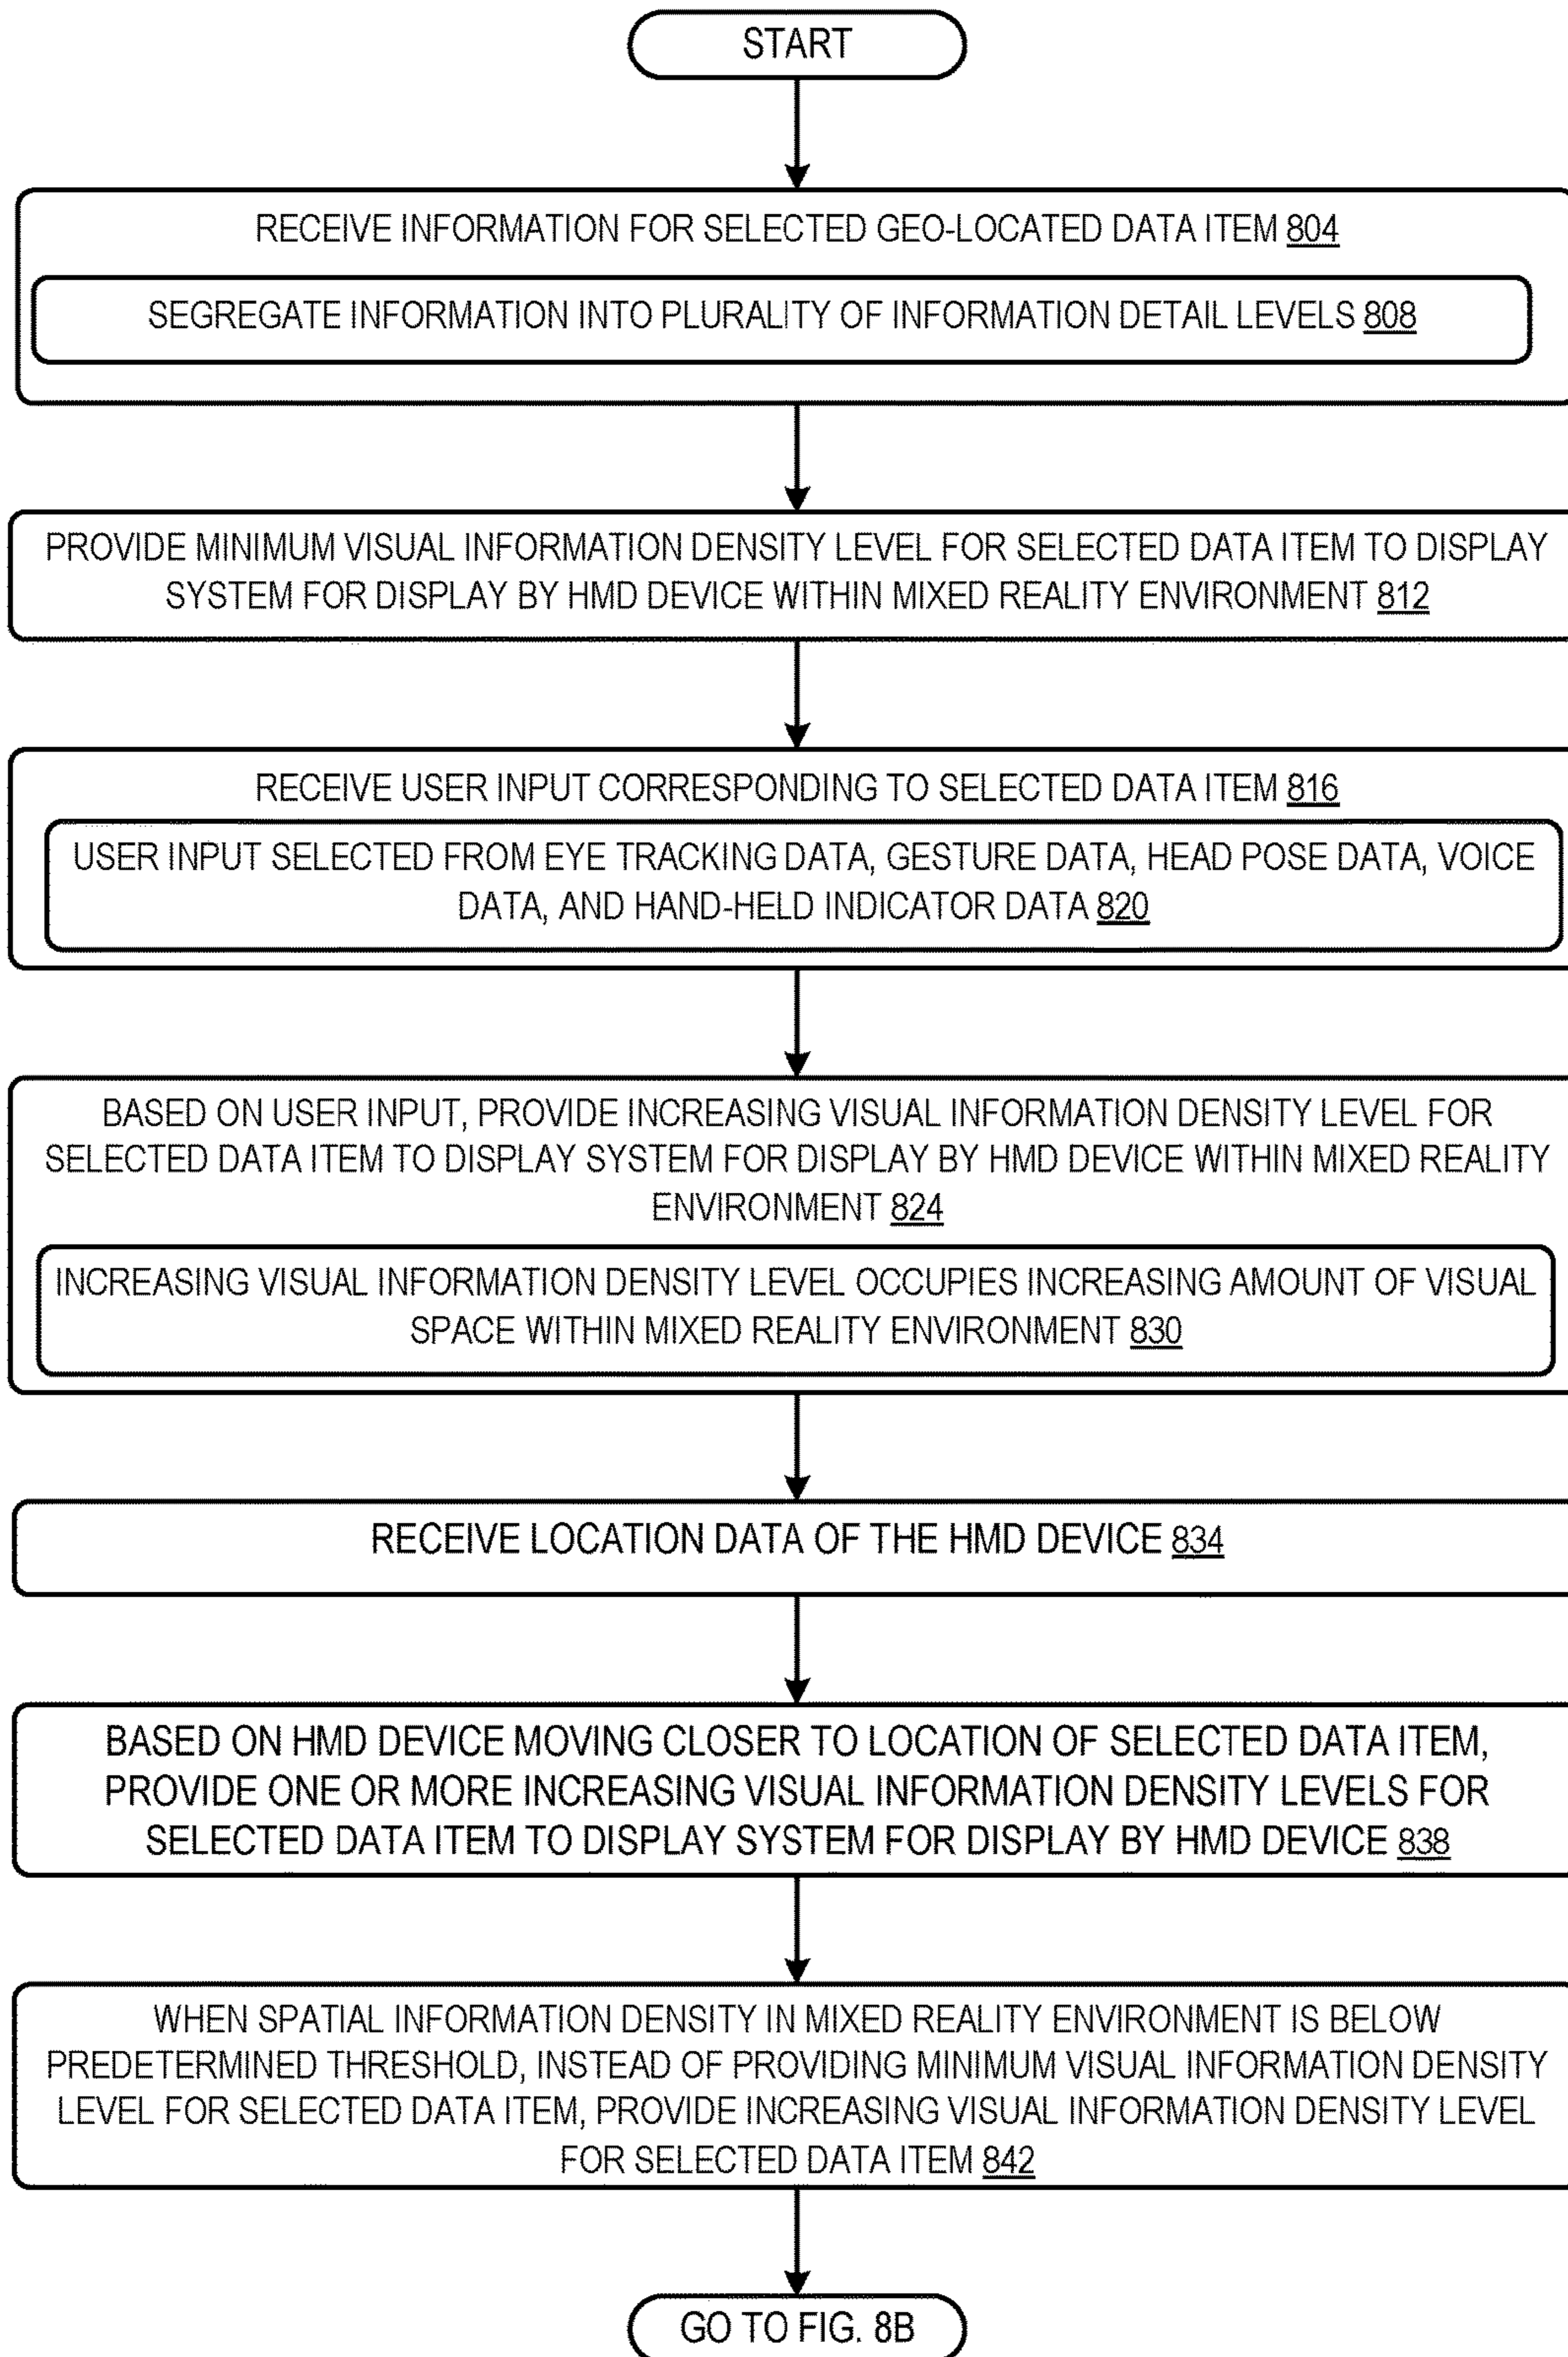 START
RECEIVE INFORMATION FOR SELECTED GEO-LOCATED DATA ITEM 804
SEGREGATE INFORMATION INTO PLURALITY OF INFORMATION DETAIL LEVELS 808
PROVIDE MINIMUM VISUAL INFORMATION DENSITY LEVEL FOR SELECTED DATA ITEM TO DISPLAY
SYSTEM FOR DISPLAY BY HMD DEVICE WITHIN MIXED REALITY ENVIRONMENT 812
RECEIVE USER INPUT CORRESPONDING TO SELECTED DATA ITEM 816
USER INPUT SELECTED FROM EYE TRACKING DATA, GESTURE DATA, HEAD POSE DATA, VOICE
DATA, AND HAND-HELD INDICATOR DATA 820
BASED ON USER INPUT, PROVIDE INCREASING VISUAL INFORMATION DENSITY LEVEL FOR
SELECTED DATA ITEM TO DISPLAY SYSTEM FOR DISPLAY BY HMD DEVICE WITHIN MIXED REALITY
ENVIRONMENT 824
INCREASING VISUAL INFORMATION DENSITY LEVEL OCCUPIES INCREASING AMOUNT OF VISUAL
SPACE WITHIN MIXED REALITY ENVIRONMENT 830
RECEIVE LOCATION DATA OF THE HMD DEVICE 834
BASED ON HMD DEVICE MOVING CLOSER TO LOCATION OF SELECTED DATA ITEM,
PROVIDE ONE OR MORE INCREASING VISUAL INFORMATION DENSITY LEVELS FOR
SELECTED DATA ITEM TO DISPLAY SYSTEM FOR DISPLAY BY HMD DEVICE 838
WHEN SPATIAL INFORMATION DENSITY IN MIXED REALITY ENVIRONMENT IS BELOW
PREDETERMINED THRESHOLD, INSTEAD OF PROVIDING MINIMUM VISUAL INFORMATION DENSITY
LEVEL FOR SELECTED DATA ITEM, PROVIDE INCREASING VISUAL INFORMATION DENSITY LEVEL
FOR SELECTED DATA ITEM 842
GO TO FIG. 8B